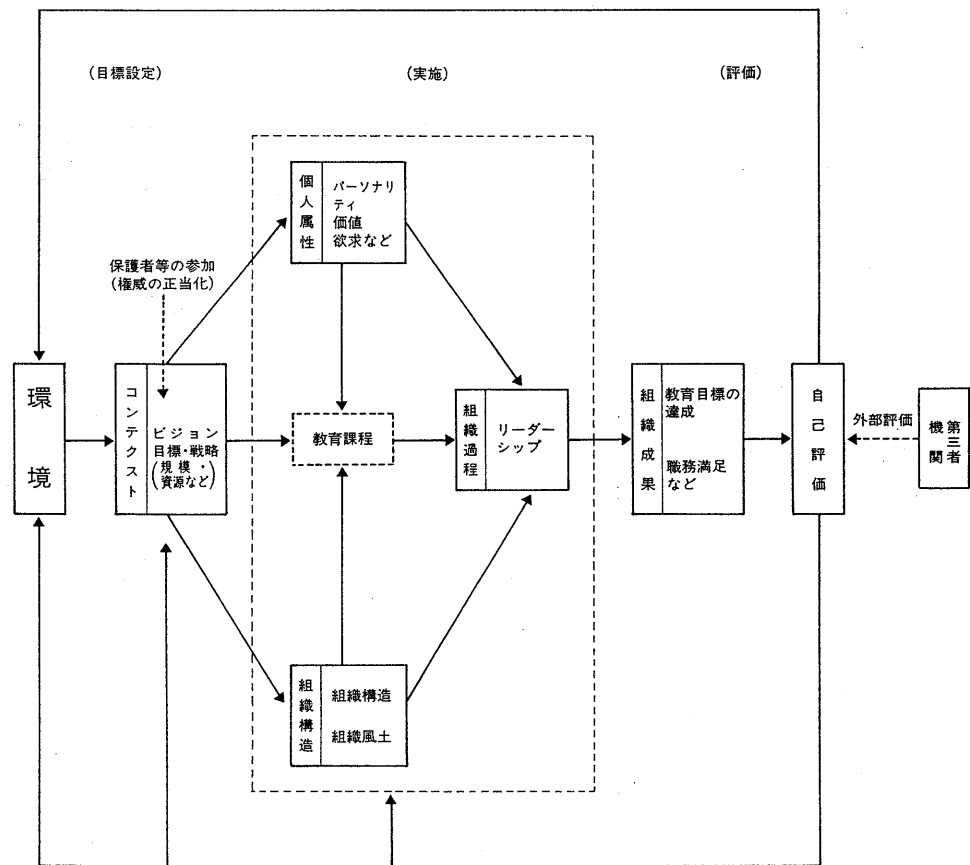 (目標設定)
(実施)
(評価)
個人属性
パーソナリ
ティ
価値
欲求など
保護者等の参加
(権威の正当化)
環境
コンテクスト
ビジョン
目標・戦略
(規模・
資源など)
教育課程
組織過程
リーダー
シップ
組織成果
教育目標の
達成
職務満足
など
自己評価
外部評価
第三者
機関
組織構造
組織構造
組織風土